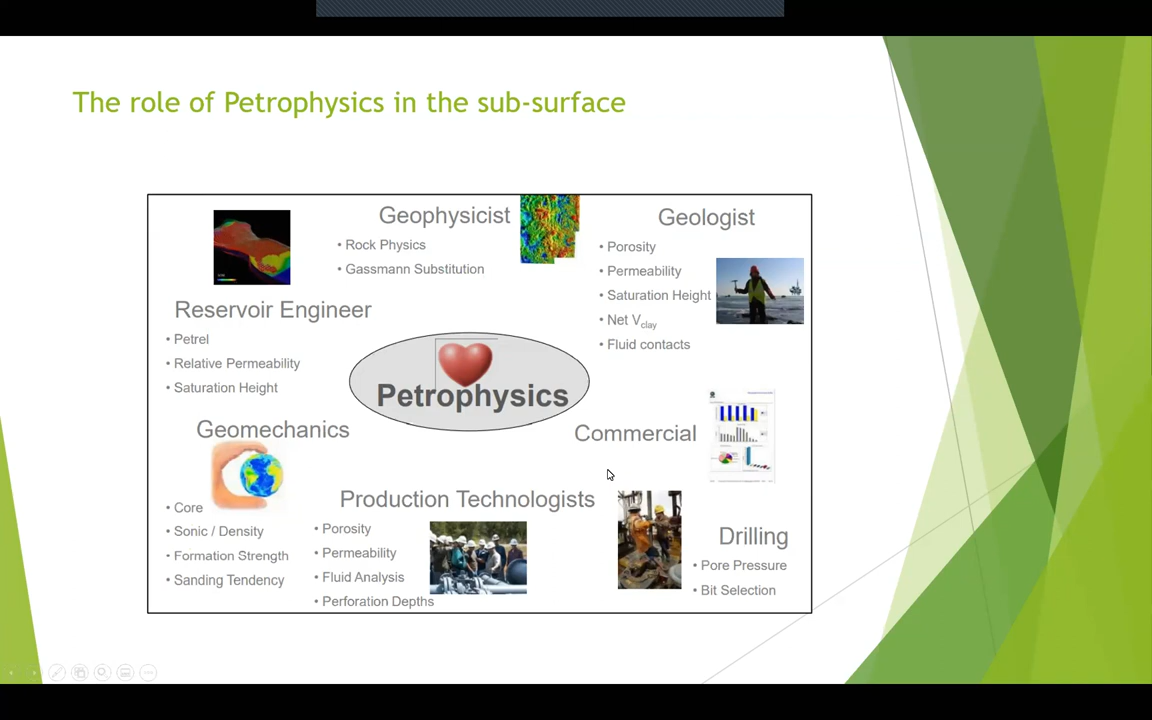 The role of Petrophysics in the sub-surface
Geophysicist
• Rock Physics
• Gassmann Substitution
Geologist
• Porosity
• Permeability
• Saturation Height
• Net Vclay
• Fluid contacts
Reservoir Engineer
• Petrel
• Relative Permeability
• Saturation Height
Petrophysics
Geomechanics
• Core
• Sonic / Density
• Formation Strength
• Sanding Tendency
Commercial
Production Technologists
• Porosity
• Permeability
• Fluid Analysis
• Perforation Depths
Drilling
• Pore Pressure
• Bit Selection